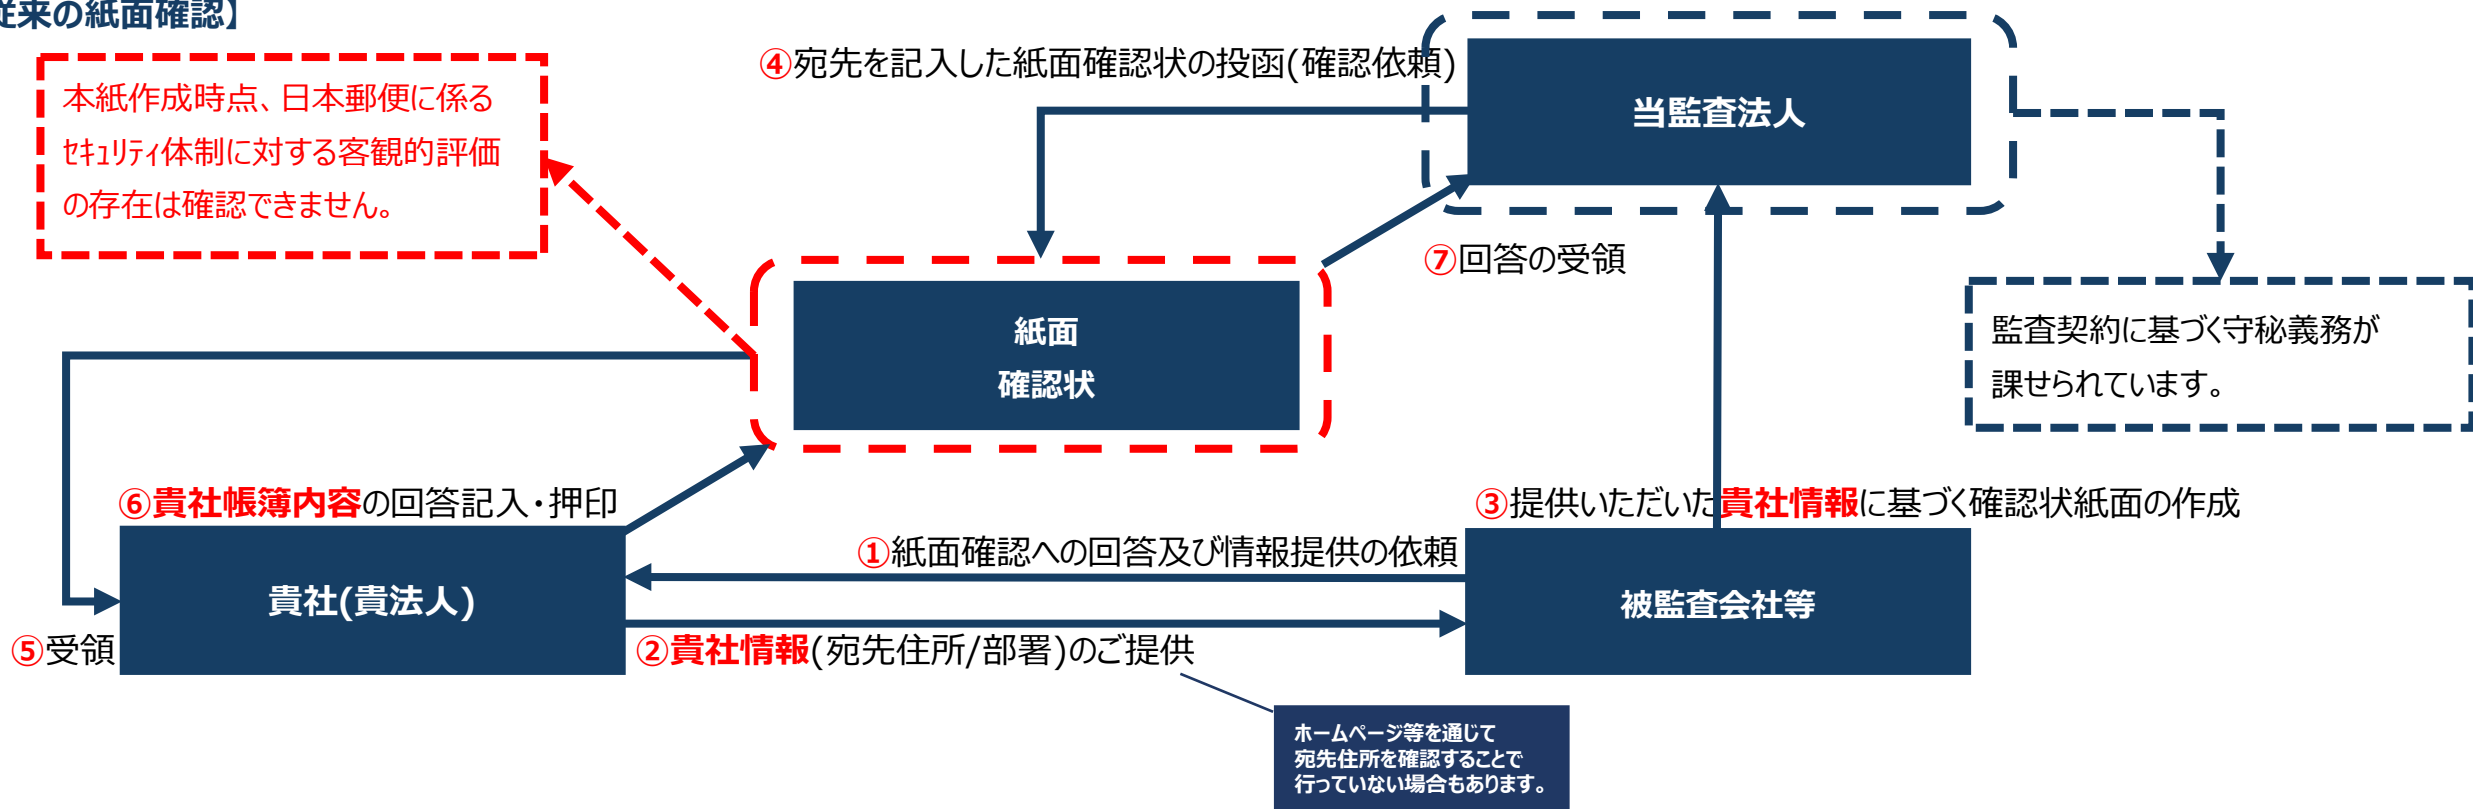 従来の紙面確認】
本紙作成時点、日本郵便に係る
ｾｷｭﾘﾃｨ体制に対する客観的評価
の存在は確認できません。
④宛先を記入した紙面確認状の投函(確認依頼)
当監査法人
⑦回答の受領
紙面
確認状
監査契約に基づく守秘義務が
課せられています。
⑥貴社帳簿内容の回答記入・押印
③提供いただいた貴社情報に基づく確認状紙面の作成
①紙面確認への回答及び情報提供の依頼
貴社(貴法人)
被監査会社等
⑤受領
②貴社情報(宛先住所/部署)のご提供
ホームページ等を通じて
宛先住所を確認することで
行っていない場合もあります。